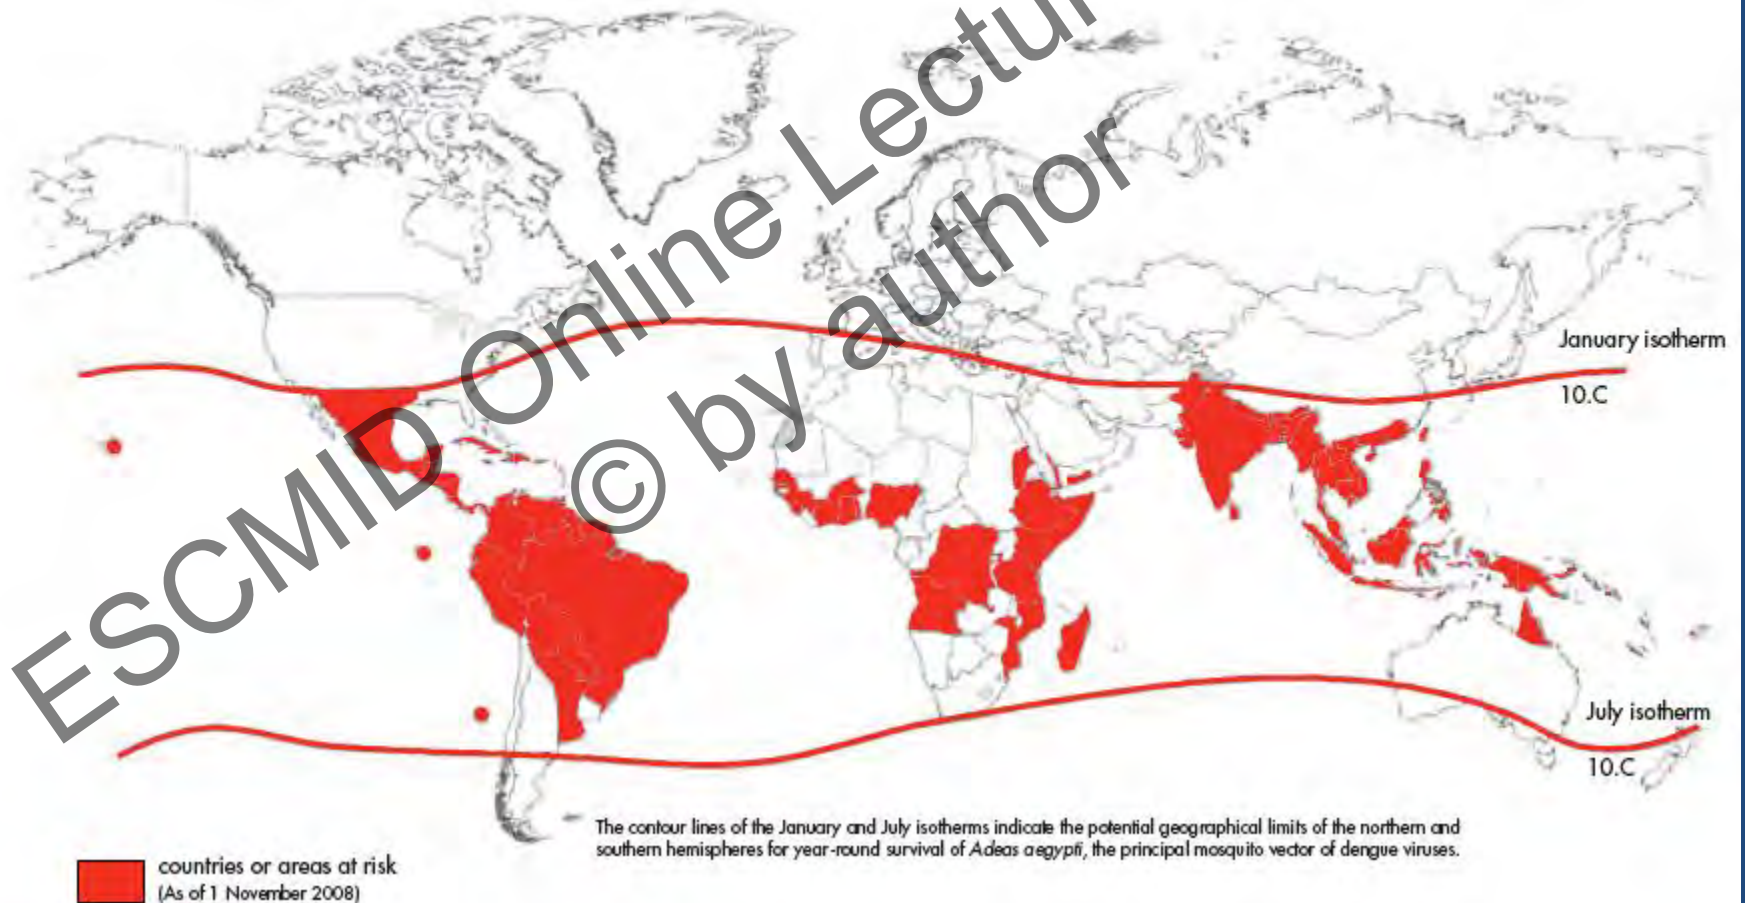 ESCMID Online Lectur
© by author
January isotherm
10.C
July isotherm
10.C
The contour lines of the January and July isotherms indicate the potential geographical limits of the northern and
southern hemispheres for year-round survival of Adeas aegypti, the principal mosquito vector of dengue viruses.
countries or areas at risk
(As of 1 November 2008)